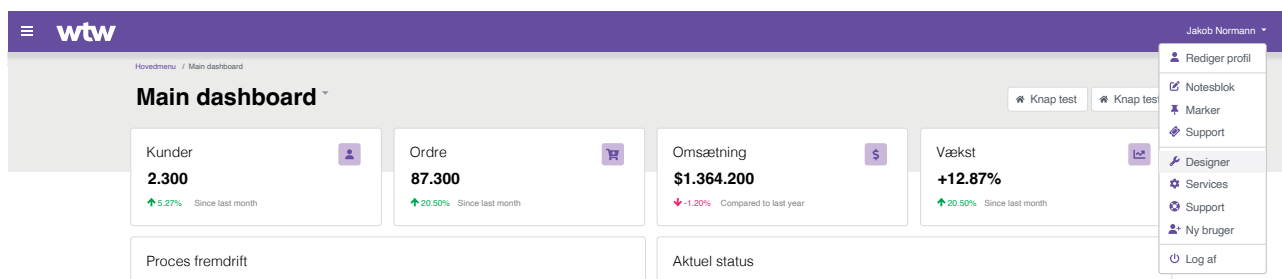 wtw
Jakob Normann
Hovedmenu / Main dashboard
Main dashboard
Knap test
Knap test
Kunder
2.300
5.27% Since last month
Ordre
87.300
20.50% Since last month
Omsætning
$
$1.364.200
-1.20% Compared to last year
Vækst
+12.87%
20.50% Since last month
Proces fremdrift
Aktuel status
Rediger profil
Notesblok
Marker
Support
Designer
Services
Support
Ny bruger
Log af